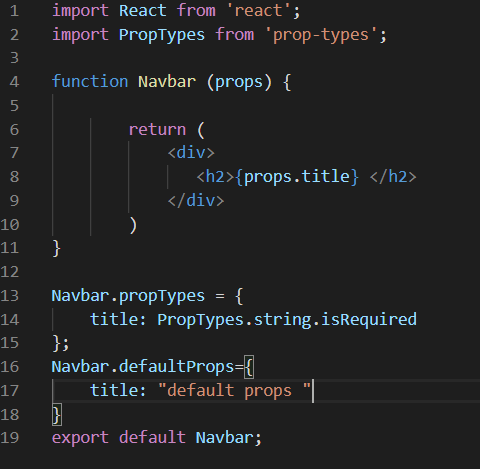 1 import React from 'react';
2 import PropTypes from 'prop-types';
3
4 function Navbar (props) {
5
6         return (
7             <div>
8                <h2>{props.title} </h2>
9             </div>
10         )
11 }
12
13 Navbar.propTypes = {
14     title: PropTypes.string.isRequired
15 };
16 Navbar.defaultProps={
17     title: "default props "
18 }
19 export default Navbar;